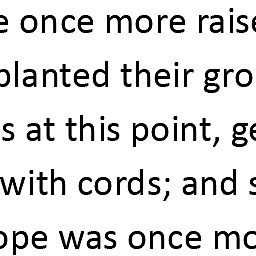 once more raise
planted their gro
s at this point, ge
with cords; and s
ope was once mo